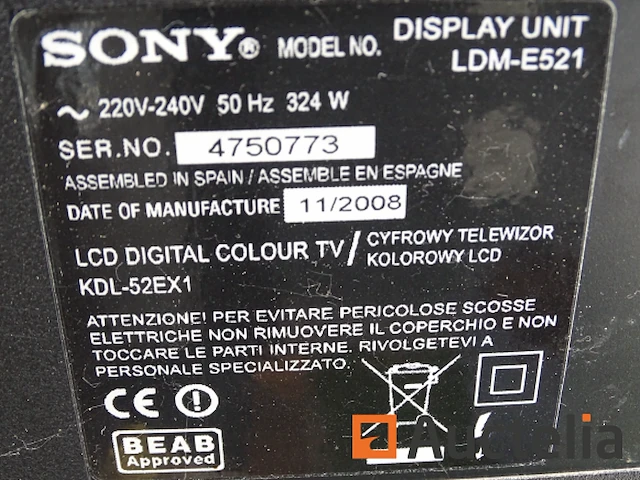 SONY® MODEL NO. DISPLAY UNIT
LDM-E521
~ 220V-240V 50 Hz 324 W
SER.NO. 4750773
ASSEMBLED IN SPAIN / ASSEMBLE EN ESPAGNE
DATE OF MANUFACTURE 11/2008
LCD DIGITAL COLOUR TV / CYFROWY TELEWIZOR
KOLOROWY LCD
KDL-52EX1
ATTENZIONE! PER EVITARE PERICOLOSE SCOSSE
ELETTRICHE NON RIMUOVERE IL COPERCHIO E NON
TOCCARE LE PARTI INTERNE. RIVOLGETEVI A
PERSONALE SPECIALIZZATO.
CE
BEAB
Approved
Auctelia